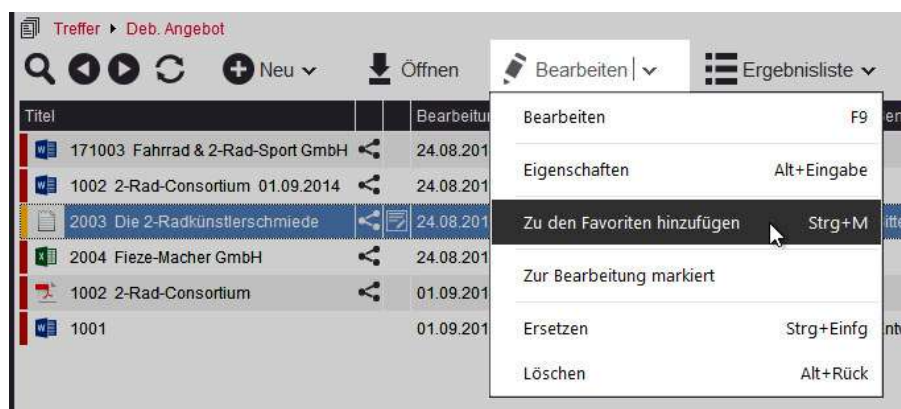 Treffer Deb. Angebot
Neu Öffnen Bearbeiten Ergebnisliste
Titel
171003 Fahrrad & 2-Rad-Sport GmbH 24.08.201
1002 2-Rad-Consortium 01.09.2014 24.08.201
2003 Die 2-Radkünstlerschmiede 24.08.201
2004 Fieze-Macher GmbH 24.08.201
1002 2-Rad-Consortium 01.09.201
1001 01.09.201
Bearbeiten F9
Eigenschaften Alt+Eingabe
Zu den Favoriten hinzufügen Strg+M
Zur Bearbeitung markiert
Ersetzen Strg+Einfg
Löschen Alt+Rück